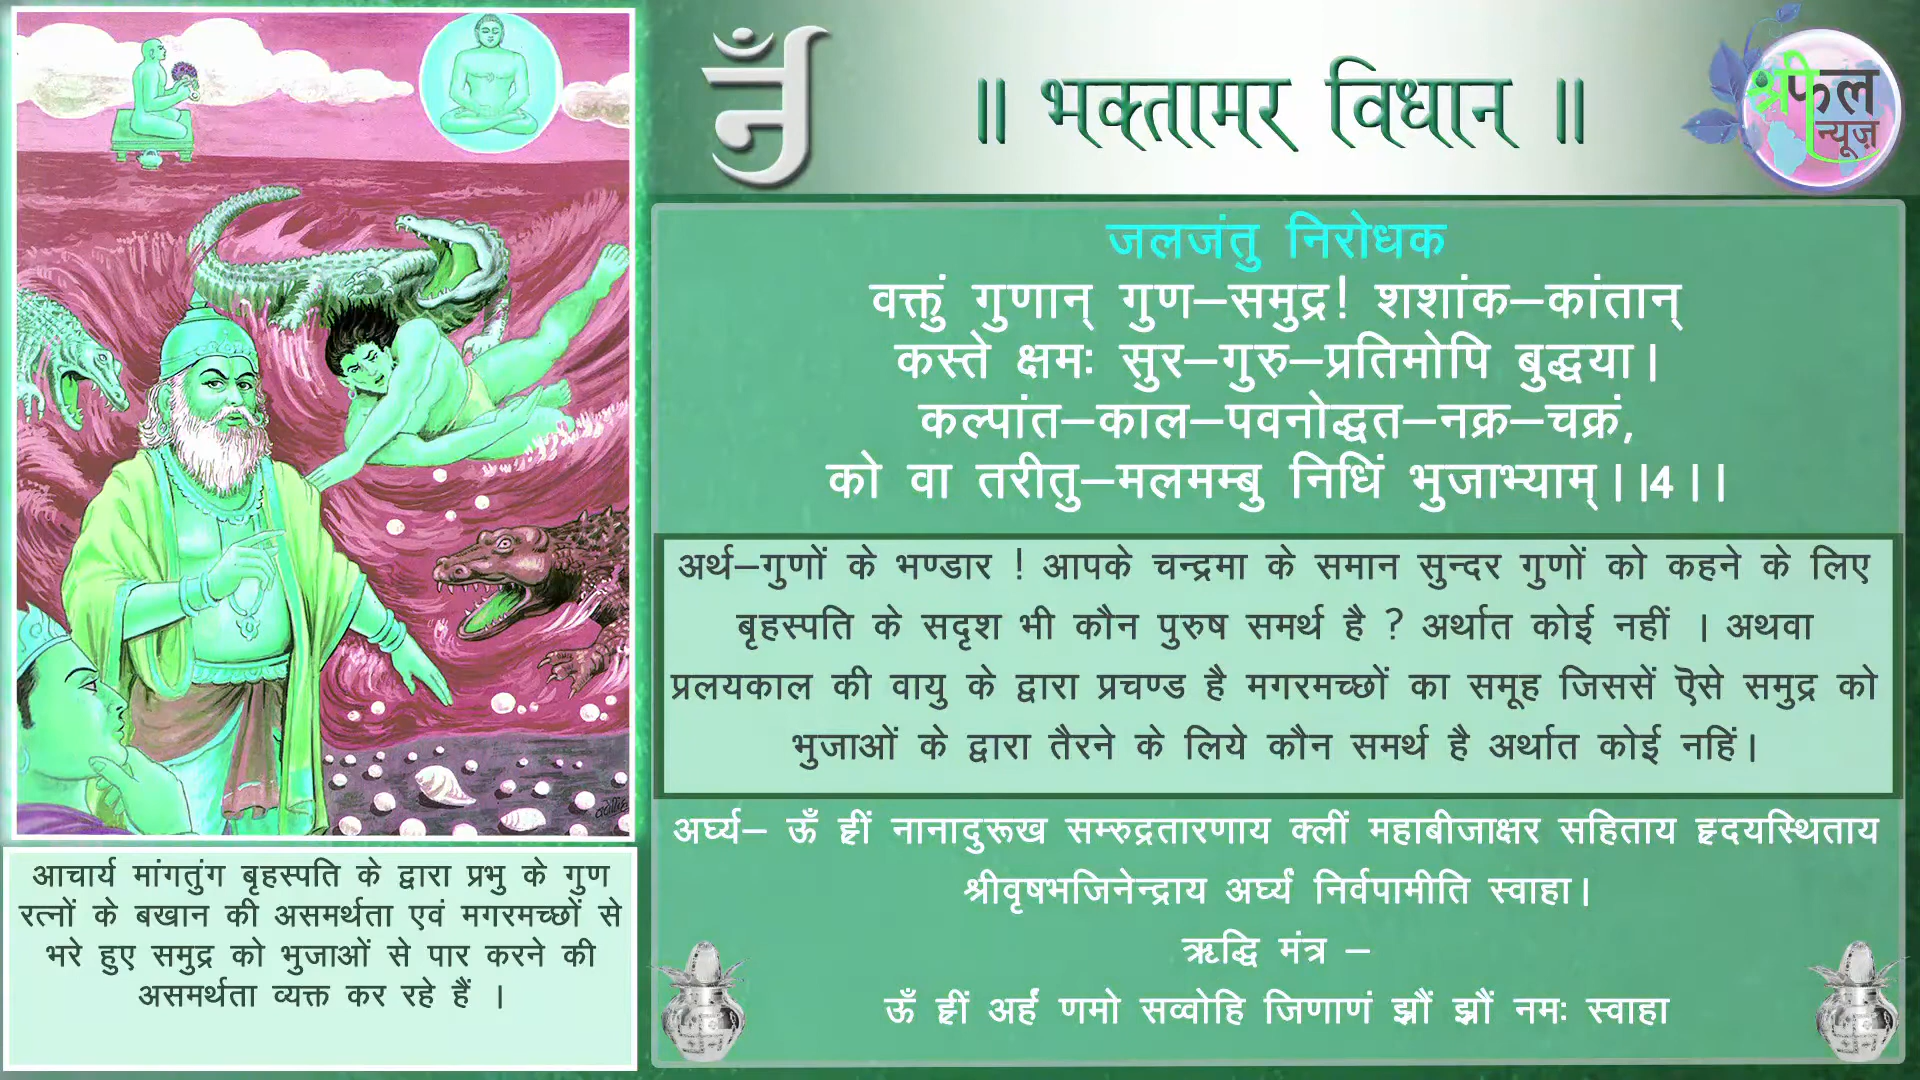 ॥ भक्तामर विधान ॥
श्रीफल
न्यूज़
जलजंतु निरोधक
वक्तुं गुणान् गुण–समुद्र! शशांक–कांतान्
कस्ते क्षमः सुर–गुरु–प्रतिमोपि बुद्धया।
कल्पांत–काल–पवनोद्धत–नक्र–चक्रं,
को वा तरीतु–मलमम्बु निधिं भुजाभ्याम्।।4।।
अर्थ–गुणों के भण्डार ! आपके चन्द्रमा के समान सुन्दर गुणों को कहने के लिए
बृहस्पति के सदृश भी कौन पुरुष समर्थ है ? अर्थात कोई नहीं । अथवा
प्रलयकाल की वायु के द्वारा प्रचण्ड है मगरमच्छों का समूह जिससें ऎसे समुद्र को
भुजाओं के द्वारा तैरने के लिये कौन समर्थ है अर्थात कोई नहिं।
अर्घ्य– ऊँ ह्रीं नानादुरूख सम्रुद्रतारणाय क्लीं महाबीजाक्षर सहिताय हृदयस्थिताय
श्रीवृषभजिनेन्द्राय अर्घ्यं निर्वपामीति स्वाहा।
ऋद्धि मंत्र –
ऊँ ह्रीं अर्हं णमो सव्वोहि जिणाणं झ्रौं झ्रौं नमः स्वाहा
आचार्य मांगतुंग बृहस्पति के द्वारा प्रभु के गुण
रत्नों के बखान की असमर्थता एवं मगरमच्छों से
भरे हुए समुद्र को भुजाओं से पार करने की
असमर्थता व्यक्त कर रहे हैं ।